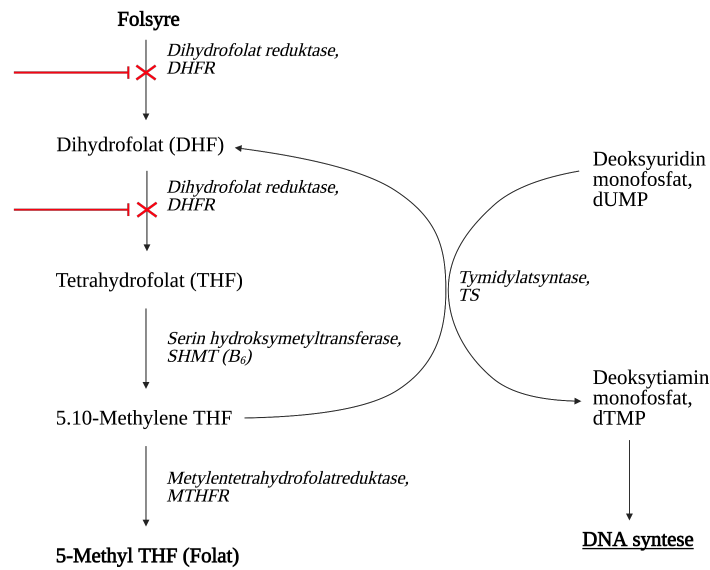 Folsyre
Dihydrofolat reduktase,
DHFR
Dihydrofolat (DHF)
Dihydrofolat reduktase,
DHFR
Tetrahydrofolat (THF)
Serin hydroksymetyltransferase,
SHMT (B₆)
5.10-Methylene THF
Metylentetrahydrofolatreduktase,
MTHFR
5-Methyl THF (Folat)
Deoksyuridin
monofosfat,
dUMP
Tymidylatsyntase,
TS
Deoksytiamin
monofosfat,
dTMP
DNA syntese